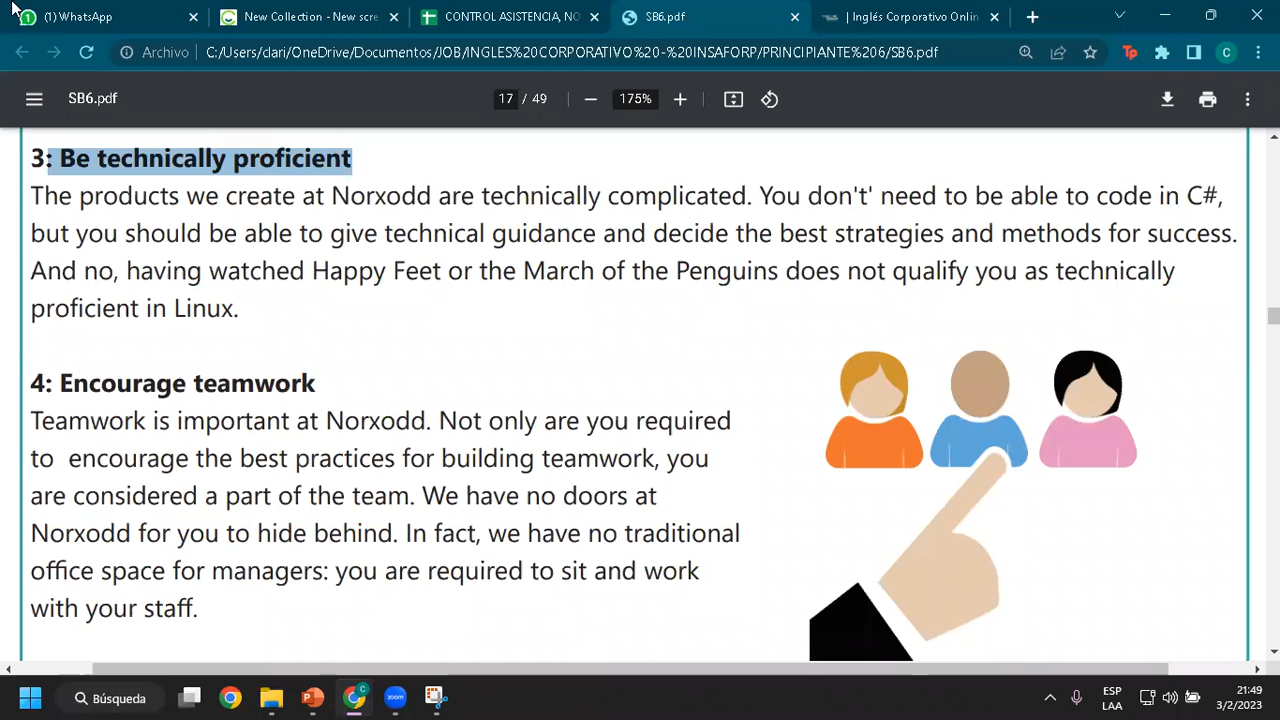 (1) WhatsApp
New Collection - New scre
CONTROL ASISTENCIA, NO
SB6.pdf
| Inglés Corporativo Onlin
Archivo
C:/Users/clari/OneDrive/Documentos/JOB/INGLES%20CORPORATIVO%20-%20INSAFORP/PRINCIPIANTE%206/SB6.pdf
Tp
C
SB6.pdf
17 / 49
175%
3: Be technically proficient
The products we create at Norxodd are technically complicated. You don't' need to be able to code in C#,
but you should be able to give technical guidance and decide the best strategies and methods for success.
And no, having watched Happy Feet or the March of the Penguins does not qualify you as technically
proficient in Linux.
4: Encourage teamwork
Teamwork is important at Norxodd. Not only are you required
to encourage the best practices for building teamwork, you
are considered a part of the team. We have no doors at
Norxodd for you to hide behind. In fact, we have no traditional
office space for managers: you are required to sit and work
with your staff.
Búsqueda
zoom
ESP
LAA
21:49
3/2/2023